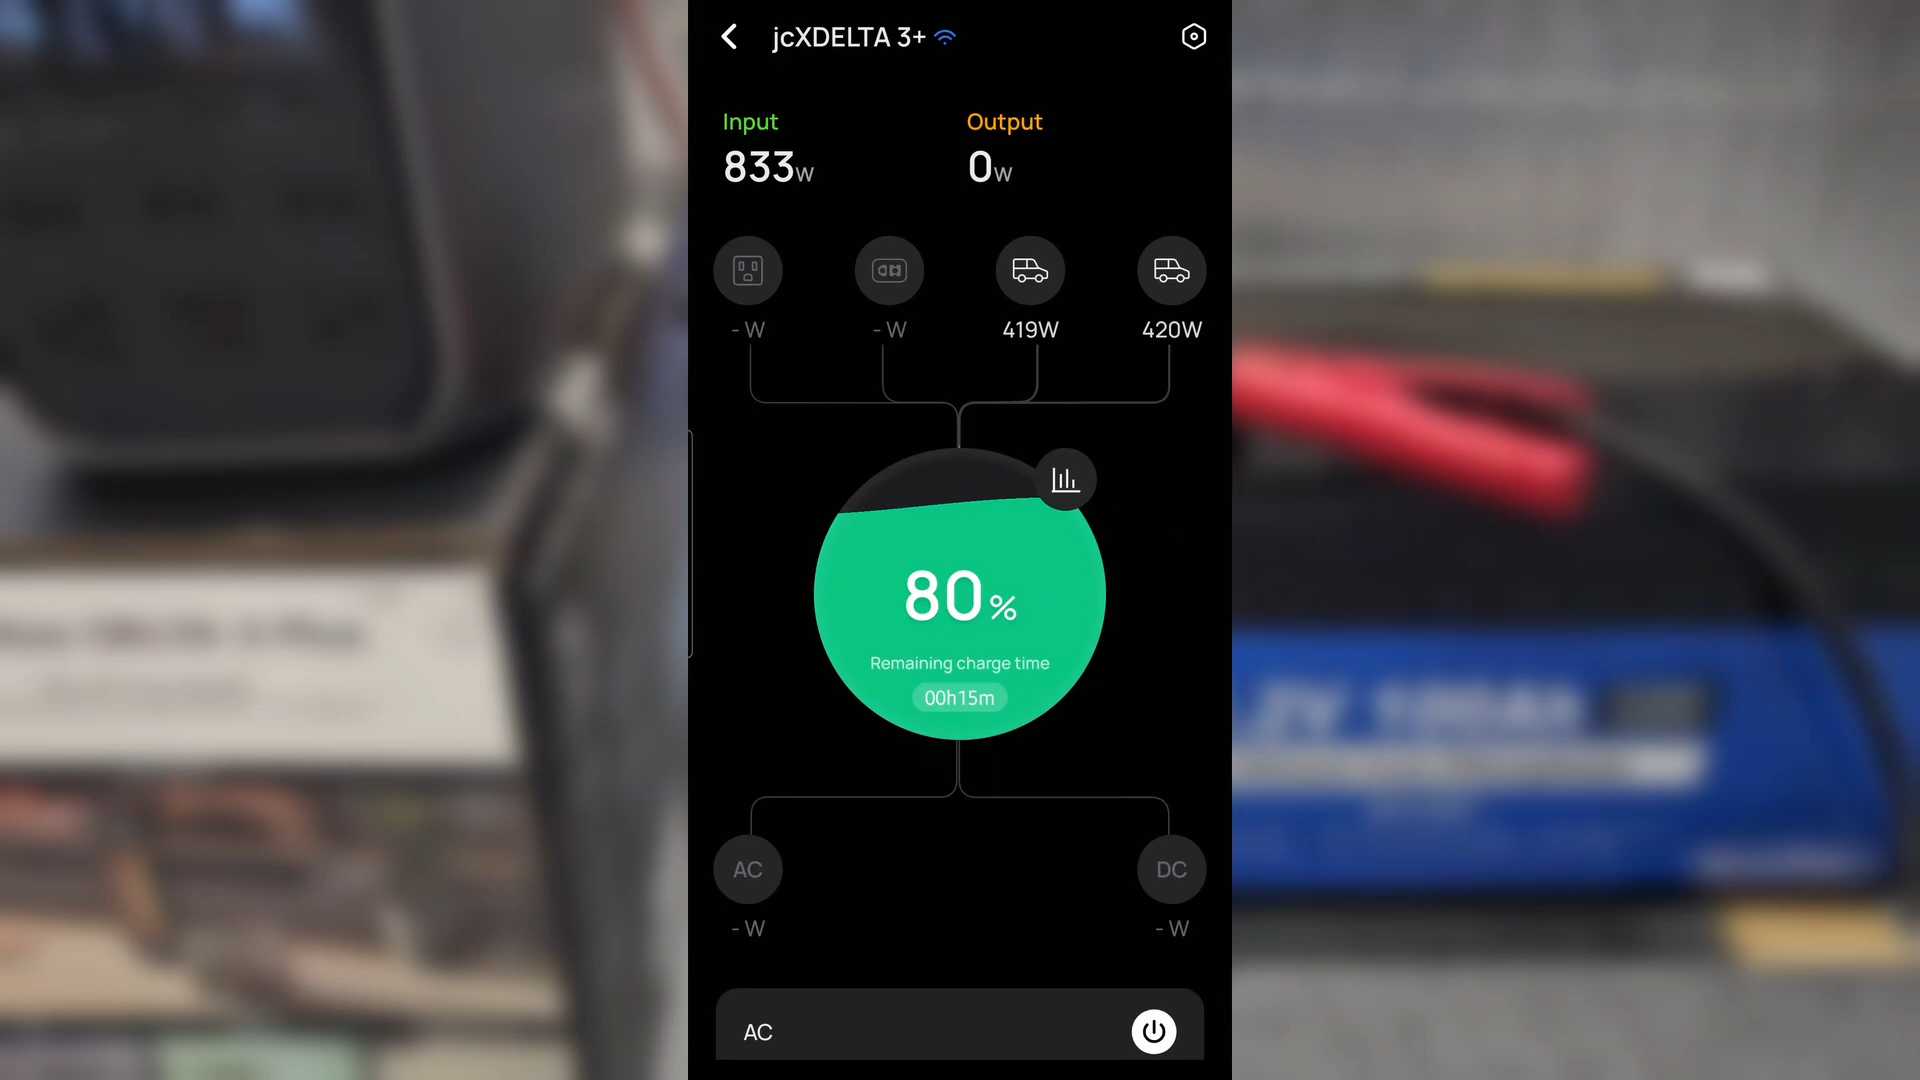 jcXDELTA 3+
Input
Output
833W
0W
- W
- W
419W
420W
80%
Remaining charge time
00h15m
AC
DC
- W
- W
AC